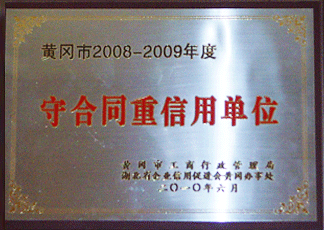 黄冈市2008-2009年度
守合同重信用单位
黄冈市工商行政管理局
湖北省企业信用促进会黄冈办事处
二〇一〇年六月